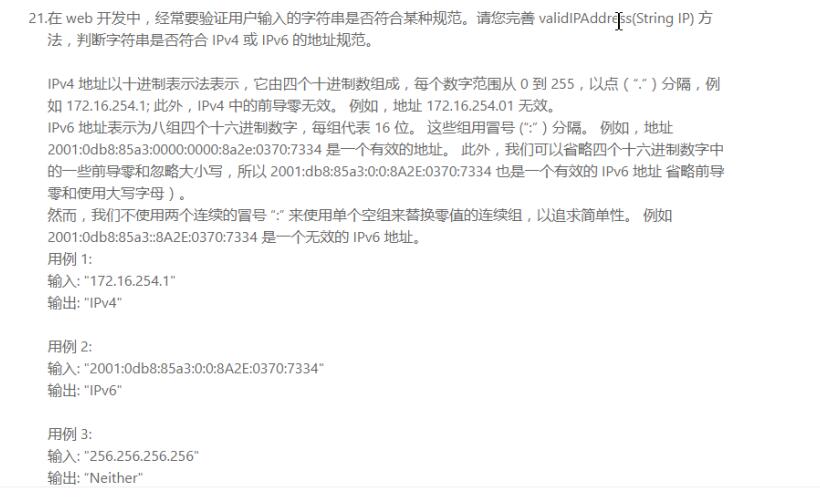 21.在 web 开发中，经常要验证用户输入的字符串是否符合某种规范。请您完善 validIPAddress(String IP) 方
法，判断字符串是否符合 IPv4 或 IPv6 的地址规范。
IPv4 地址以十进制表示法表示，它由四个十进制数组成，每个数字范围从 0 到 255，以点（“.”）分隔，例
如 172.16.254.1; 此外，IPv4 中的前导零无效。 例如，地址 172.16.254.01 无效。
IPv6 地址表示为八组四个十六进制数字，每组代表 16 位。 这些组用冒号 (“:”）分隔。 例如，地址
2001:0db8:85a3:0000:0000:8a2e:0370:7334 是一个有效的地址。 此外，我们可以省略四个十六进制数字中
的一些前导零和忽略大小写，所以 2001:db8:85a3:0:0:8A2E:0370:7334 也是一个有效的 IPv6 地址 省略前导
零和使用大写字母）。
然而，我们不使用两个连续的冒号 “:” 来使用单个空组来替换零值的连续组，以追求简单性。 例如
2001:0db8:85a3::8A2E:0370:7334 是一个无效的 IPv6 地址。
用例 1:
输入: "172.16.254.1"
输出: "IPv4"
用例 2:
输入: "2001:0db8:85a3:0:0:8A2E:0370:7334"
输出: "IPv6"
用例 3:
输入: "256.256.256.256"
输出: "Neither"